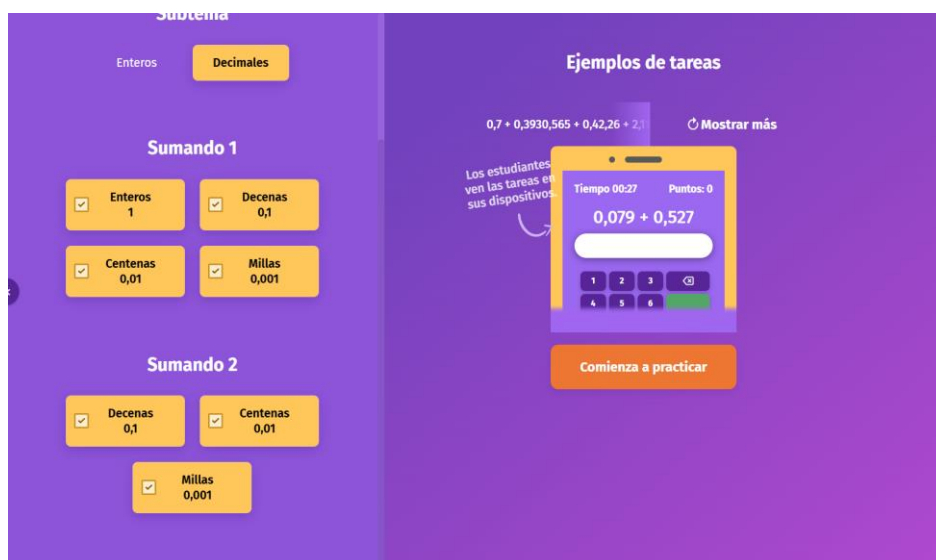 Subtema
Enteros
Decimales
Sumando 1
Enteros
1
Decenas
0,1
Centenas
0,01
Millas
0,001
Sumando 2
Decenas
0,1
Centenas
0,01
Millas
0,001
Ejemplos de tareas
0,7 + 0,3930,565 + 0,42,26 + 2,1
Mostrar más
Los estudiantes
ven las tareas en
sus dispositivos.
Tiempo 00:27
Puntos: 0
0,079 + 0,527
1 2 3
4 5 6
Comienza a practicar